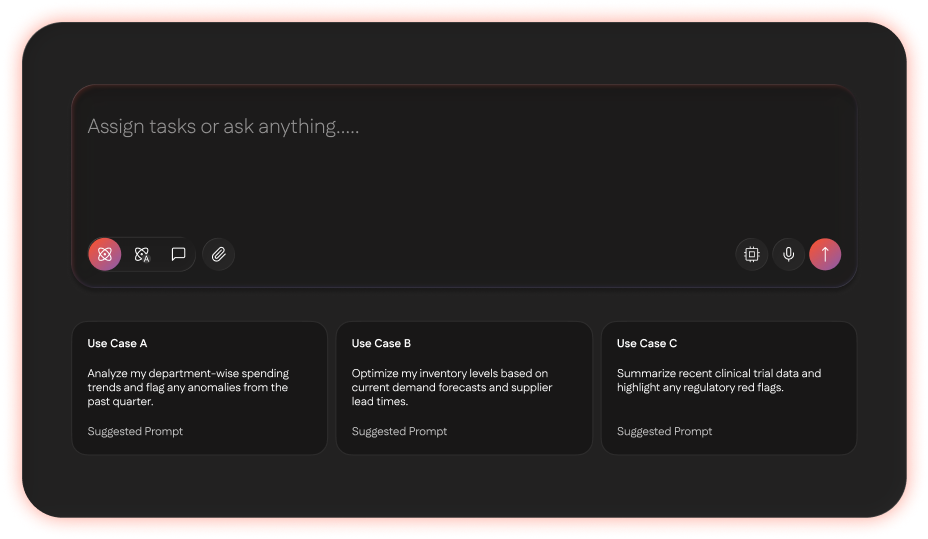 Assign tasks or ask anything.....
A
Use Case A
Analyze my department-wise spending
trends and flag any anomalies from the
past quarter.
Suggested Prompt
Use Case B
Optimize my inventory levels based on
current demand forecasts and supplier
lead times.
Suggested Prompt
Use Case C
Summarize recent clinical trial data and
highlight any regulatory red flags.
Suggested Prompt